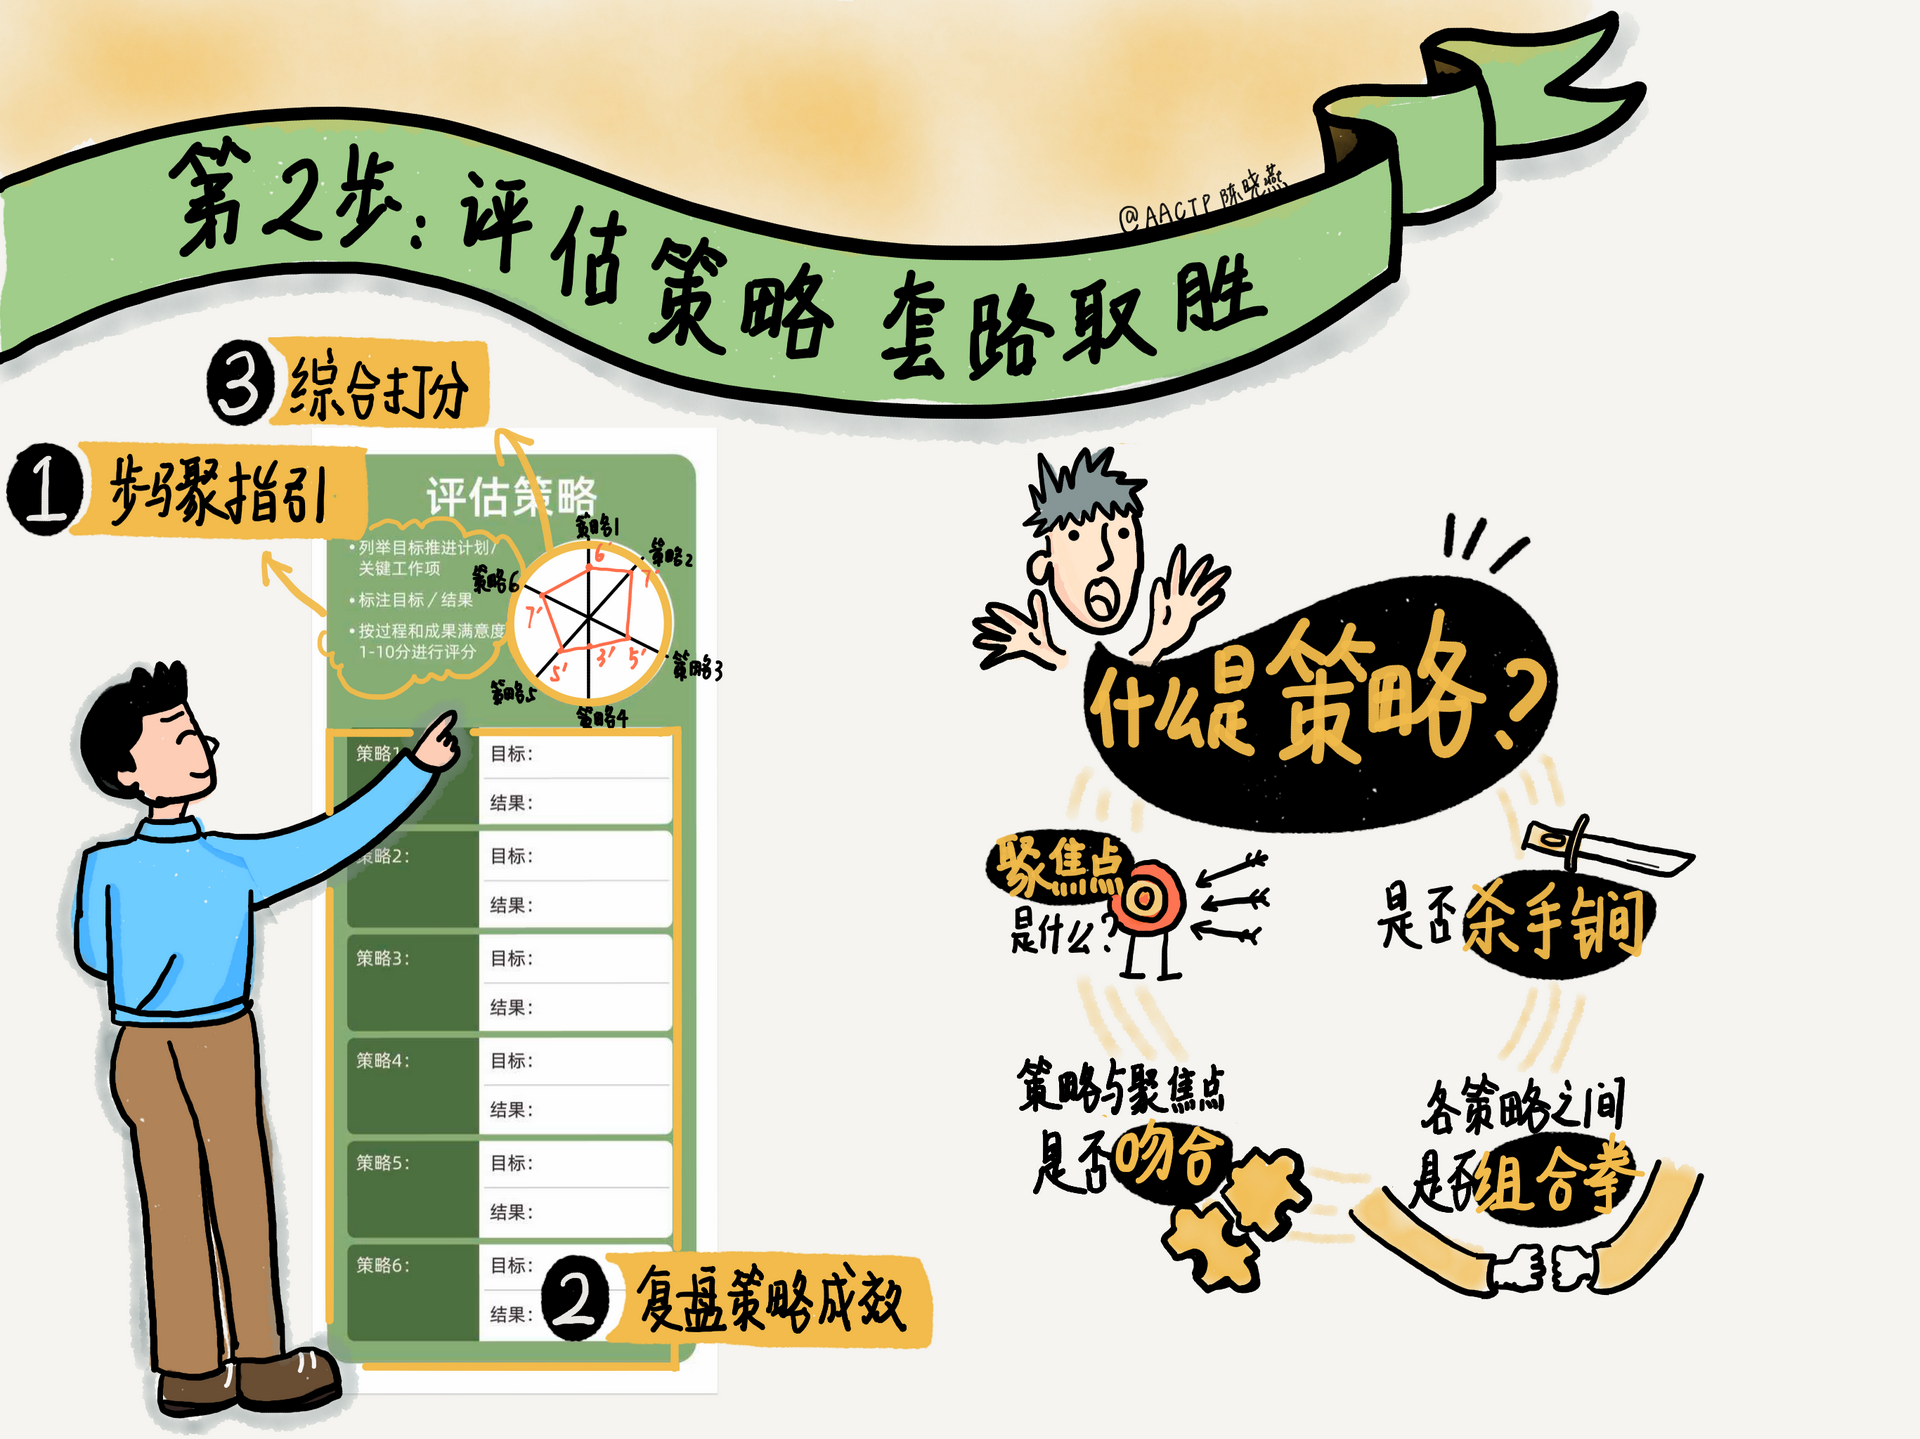 第2步:评估策略 套路取胜
@AACTP 陈晓燕
3 综合打分
1 步骤指引
评估策略
•列举目标推进计划/
关键工作项
•标注目标/结果
•按过程和成果满意度
1-10分进行评分
策略1
策略2
策略3
策略4
策略5
策略6
6'
7'
5'
3'
5'
7'
策略1
目标:
结果:
策略2:
目标:
结果:
策略3:
目标:
结果:
策略4:
目标:
结果:
策略5:
目标:
结果:
策略6:
目标:
结果:
2 复盘策略成效
什么是策略?
聚焦点
是什么?
是否杀手锏
策略与聚焦点
是否吻合
各策略之间
是否组合拳